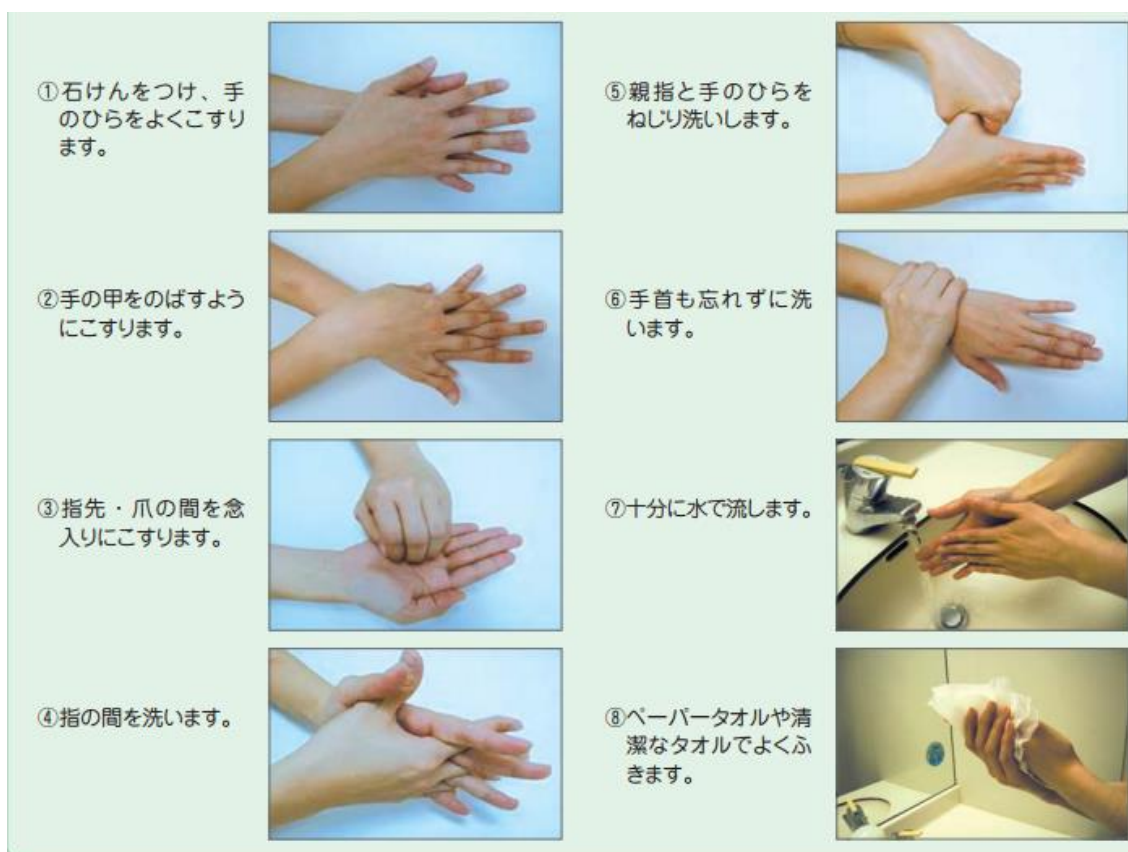 ①石けんをつけ、手
のひらをよくこすり
ます。
②手の甲をのばすよう
にこすります。
③指先・爪の間を念
入りにこすります。
④指の間を洗います。
⑤親指と手のひらを
ねじり洗いします。
⑥手首も忘れずに洗
います。
⑦十分に水で流します。
⑧ペーパータオルや清
潔なタオルでよくふ
きます。